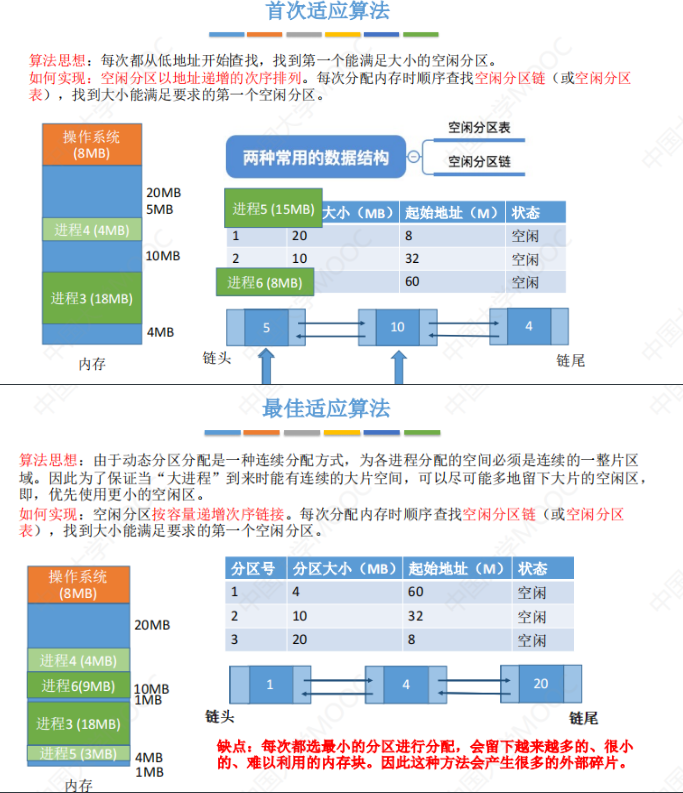 首次适应算法
算法思想：每次都从低地址开始查找，找到第一个能满足大小的空闲分区。
如何实现：空闲分区以地址递增的次序排列。每次分配内存时顺序查找空闲分区链（或空闲分区
表），找到大小能满足要求的第一个空闲分区。
操作系统
(8MB)
20MB
5MB
进程4 (4MB)
10MB
进程3 (18MB)
4MB
内存
两种常用的数据结构
空闲分区表
空闲分区链
进程5 (15MB) 大小（MB） 起始地址（M） 状态
1 20 8 空闲
2 10 32 空闲
进程6 (8MB) 60 空闲
5 10 4
链头 链尾
最佳适应算法
算法思想：由于动态分区分配是一种连续分配方式，为各进程分配的空间必须是连续的一整片区
域。因此为了保证当“大进程”到来时能有连续的大片空间，可以尽可能多地留下大片的空闲区，
即，优先使用更小的空闲区。
如何实现：空闲分区按容量递增次序链接。每次分配内存时顺序查找空闲分区链（或空闲分区
表），找到大小能满足要求的第一个空闲分区。
操作系统
(8MB)
20MB
进程4 (4MB)
进程6(9MB)
10MB
1MB
进程3 (18MB)
进程5 (3MB)
4MB
1MB
内存
分区号 分区大小（MB） 起始地址（M） 状态
1 4 60 空闲
2 10 32 空闲
3 20 8 空闲
1 4 20
链头 链尾
缺点：每次都选最小的分区进行分配，会留下越来越多的、很小
的、难以利用的内存块。因此这种方法会产生很多的外部碎片。